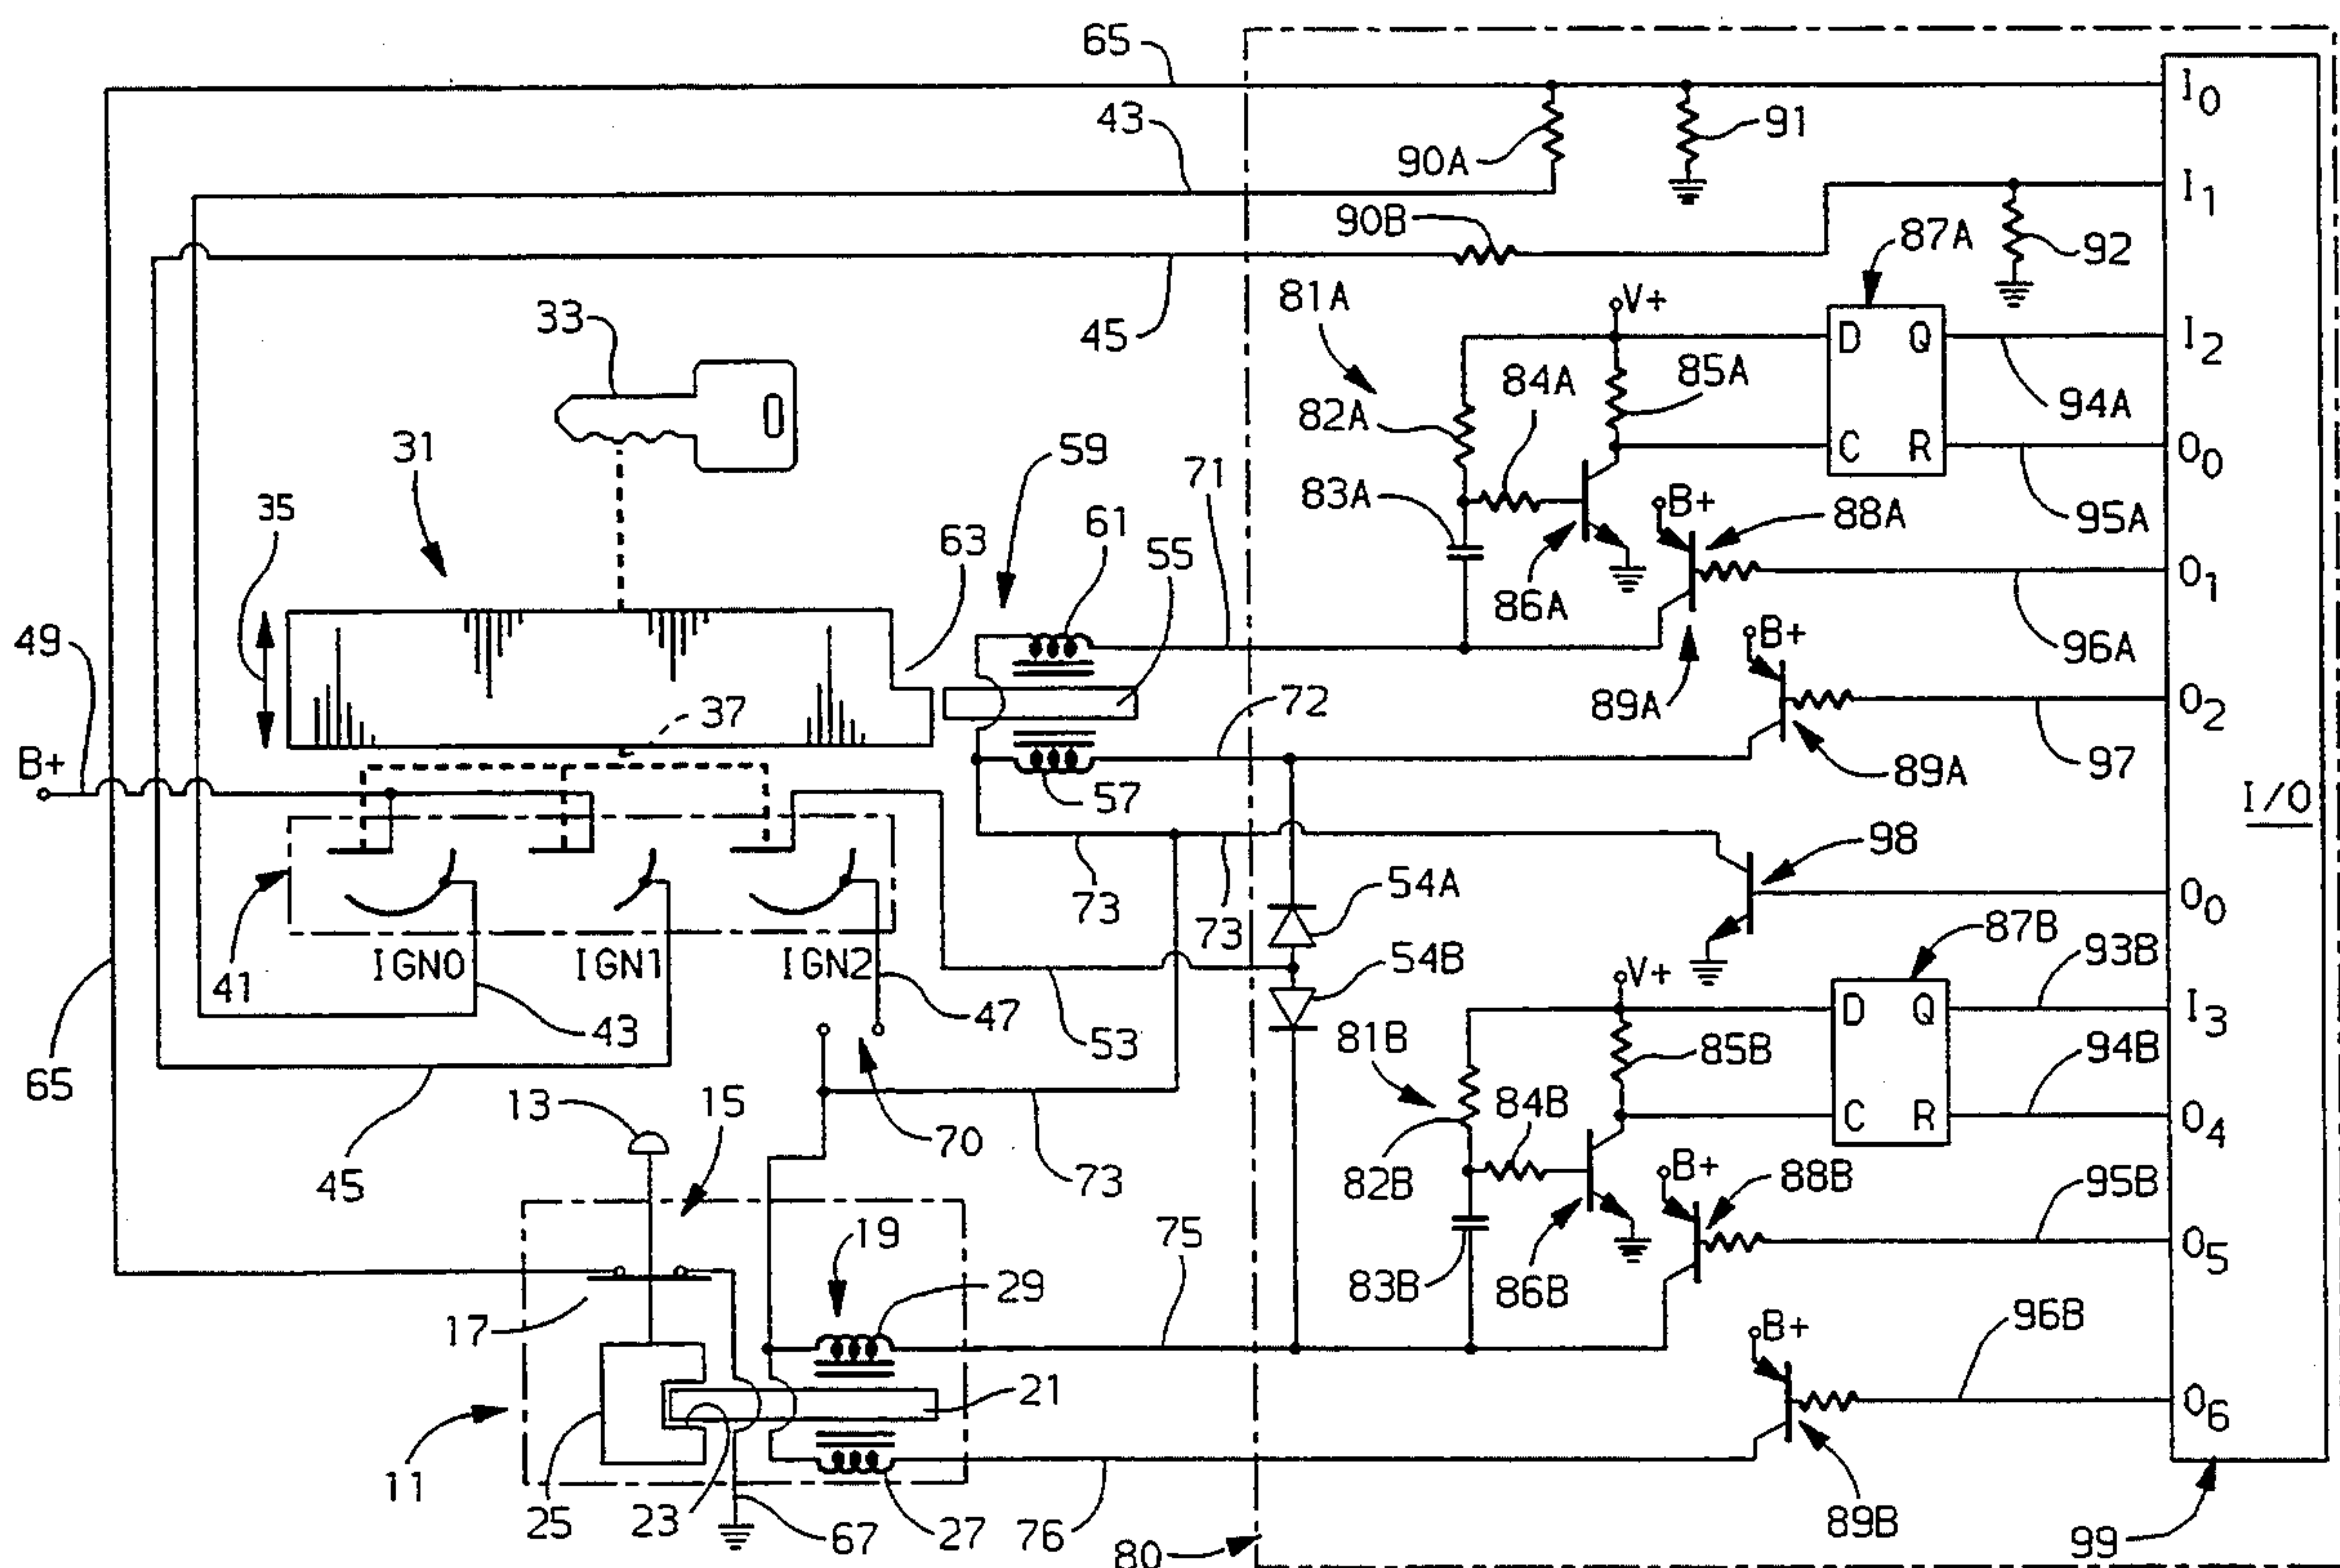 65
I0
43
91
90A
I1
90B
87A
92
81A
V+
33
45
D Q
I2
84A
85A
82A
94A
31
59
C R
O0
71
83A
35
61
B+
88A
95A
63
55
O1
86A
49
B+
96A
37
72
89A
O2
B+
57
89A
97
I/O
98
73
73
54A
O0
41
IGN0
IGN1
IGN2
87B
54B
V+
93B
43
47
53
D Q
I3
81B
85B
94B
65
13
15
84B
C R
O4
45
70
73
82B
B+
88B
95B
19
75
29
83B
86B
O5
17
B+
96B
21
11
O6
25
23
67
27
76
80
89B
99